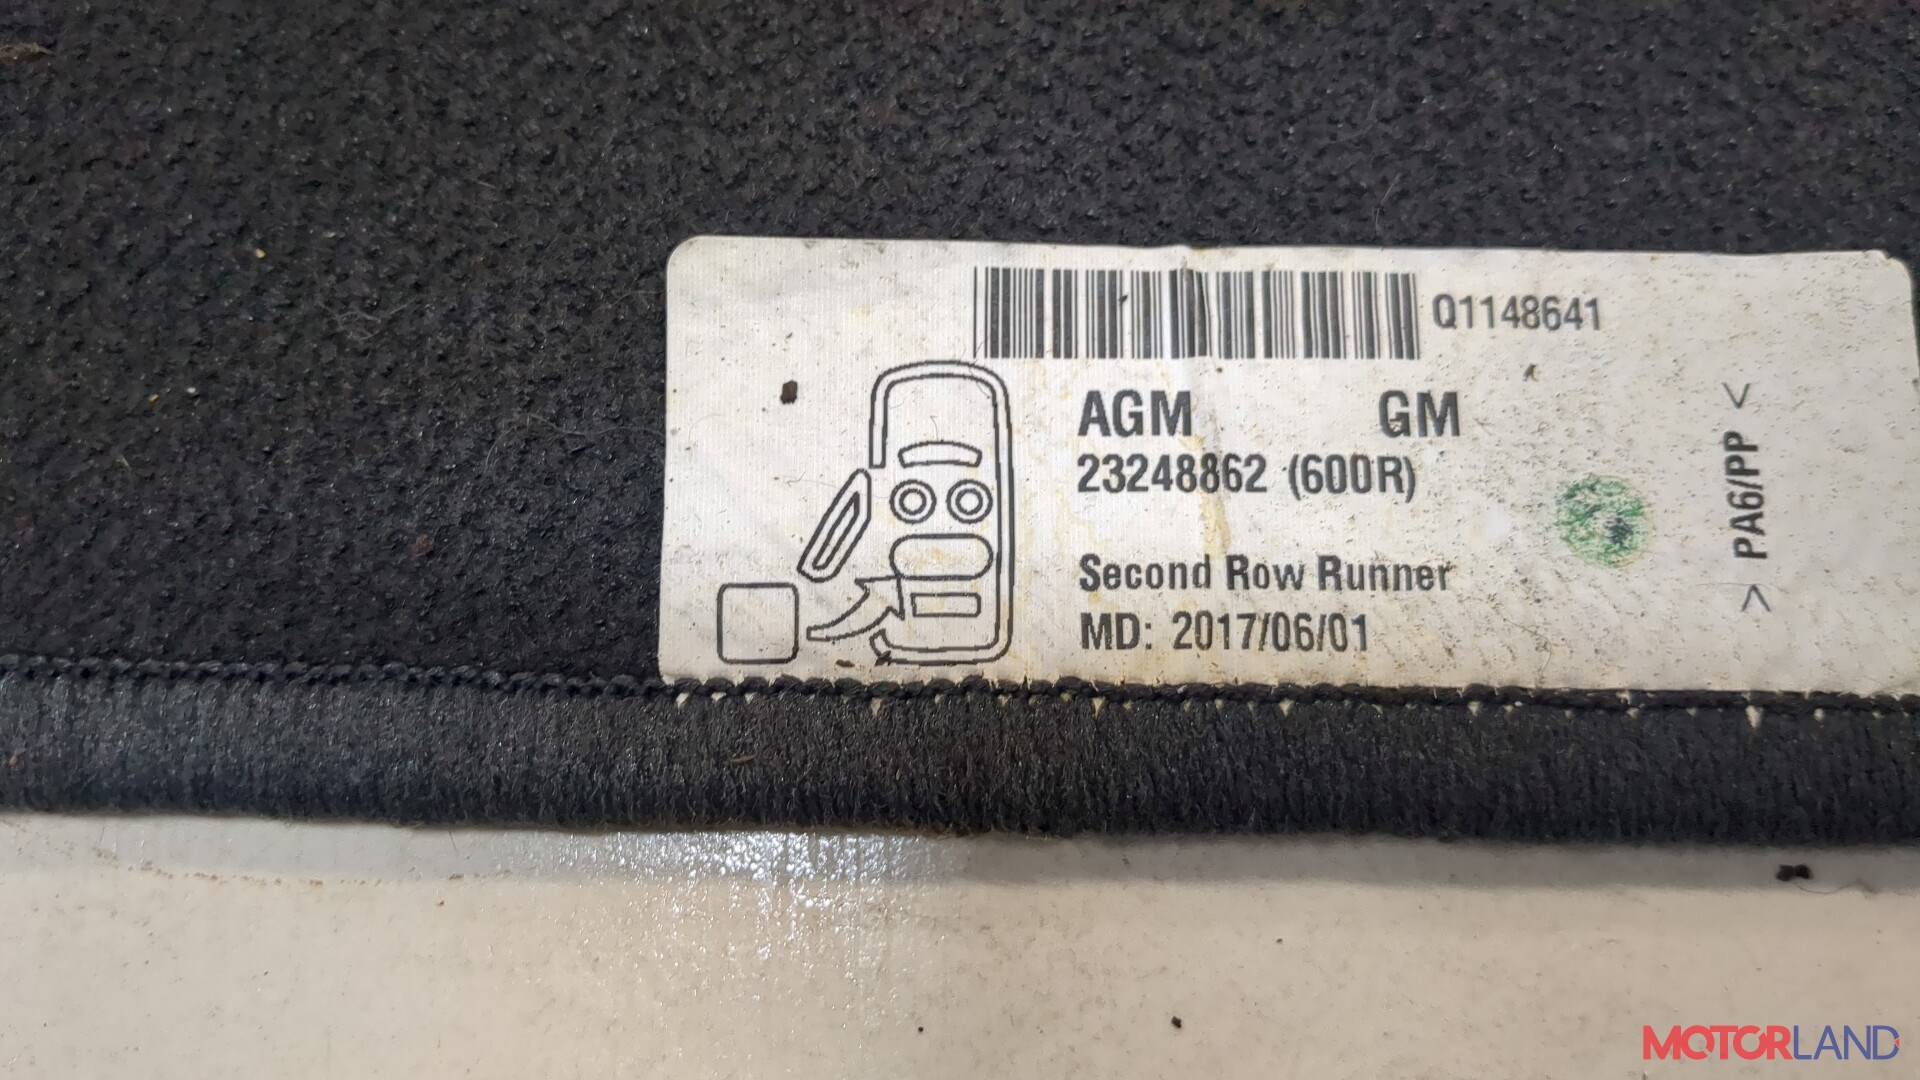 Q1148641
AGM GM
23248862 (600R)
Second Row Runner
MD: 2017/06/01
> PA6/PP <
MOTORLAND